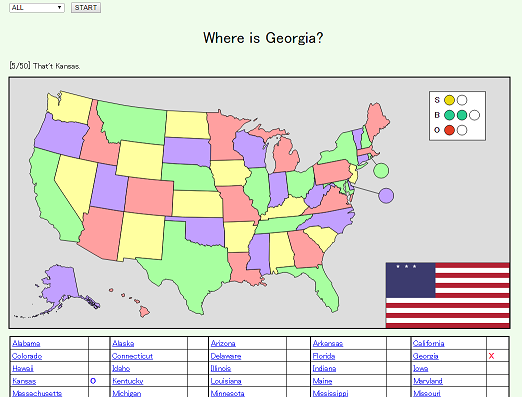 ALL START
Where is Georgia?
[5/50] That't Kansas.
S
B
O
Alabama Alaska Arizona Arkansas California
Colorado Connecticut Delaware Florida Georgia X
Hawaii Idaho Illinois Indiana Iowa
Kansas O Kentucky Louisiana Maine Maryland
Massachusetts Michigan Minnesota Mississippi Missouri